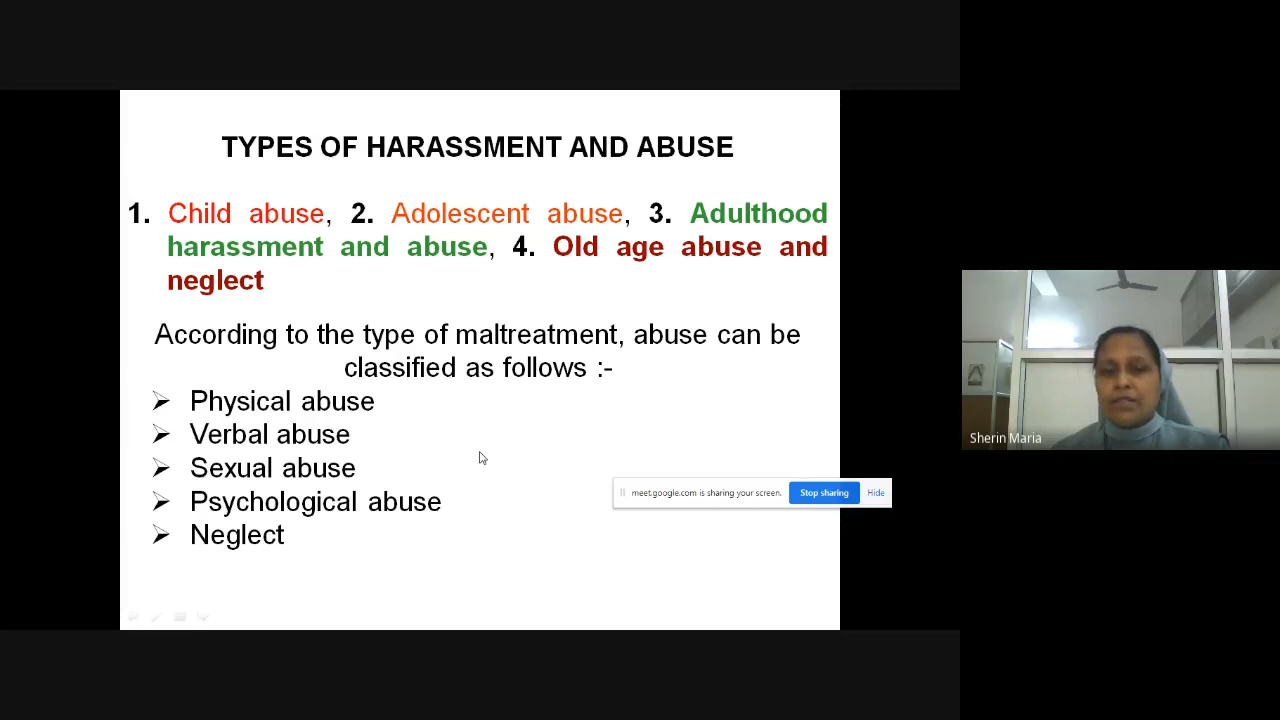 TYPES OF HARASSMENT AND ABUSE
1. Child abuse, 2. Adolescent abuse, 3. Adulthood
harassment and abuse, 4. Old age abuse and
neglect
According to the type of maltreatment, abuse can be
classified as follows :-
Physical abuse
Verbal abuse
Sexual abuse
Psychological abuse
Neglect
meet.google.com is sharing your screen. Stop sharing Hide
Sherin Maria